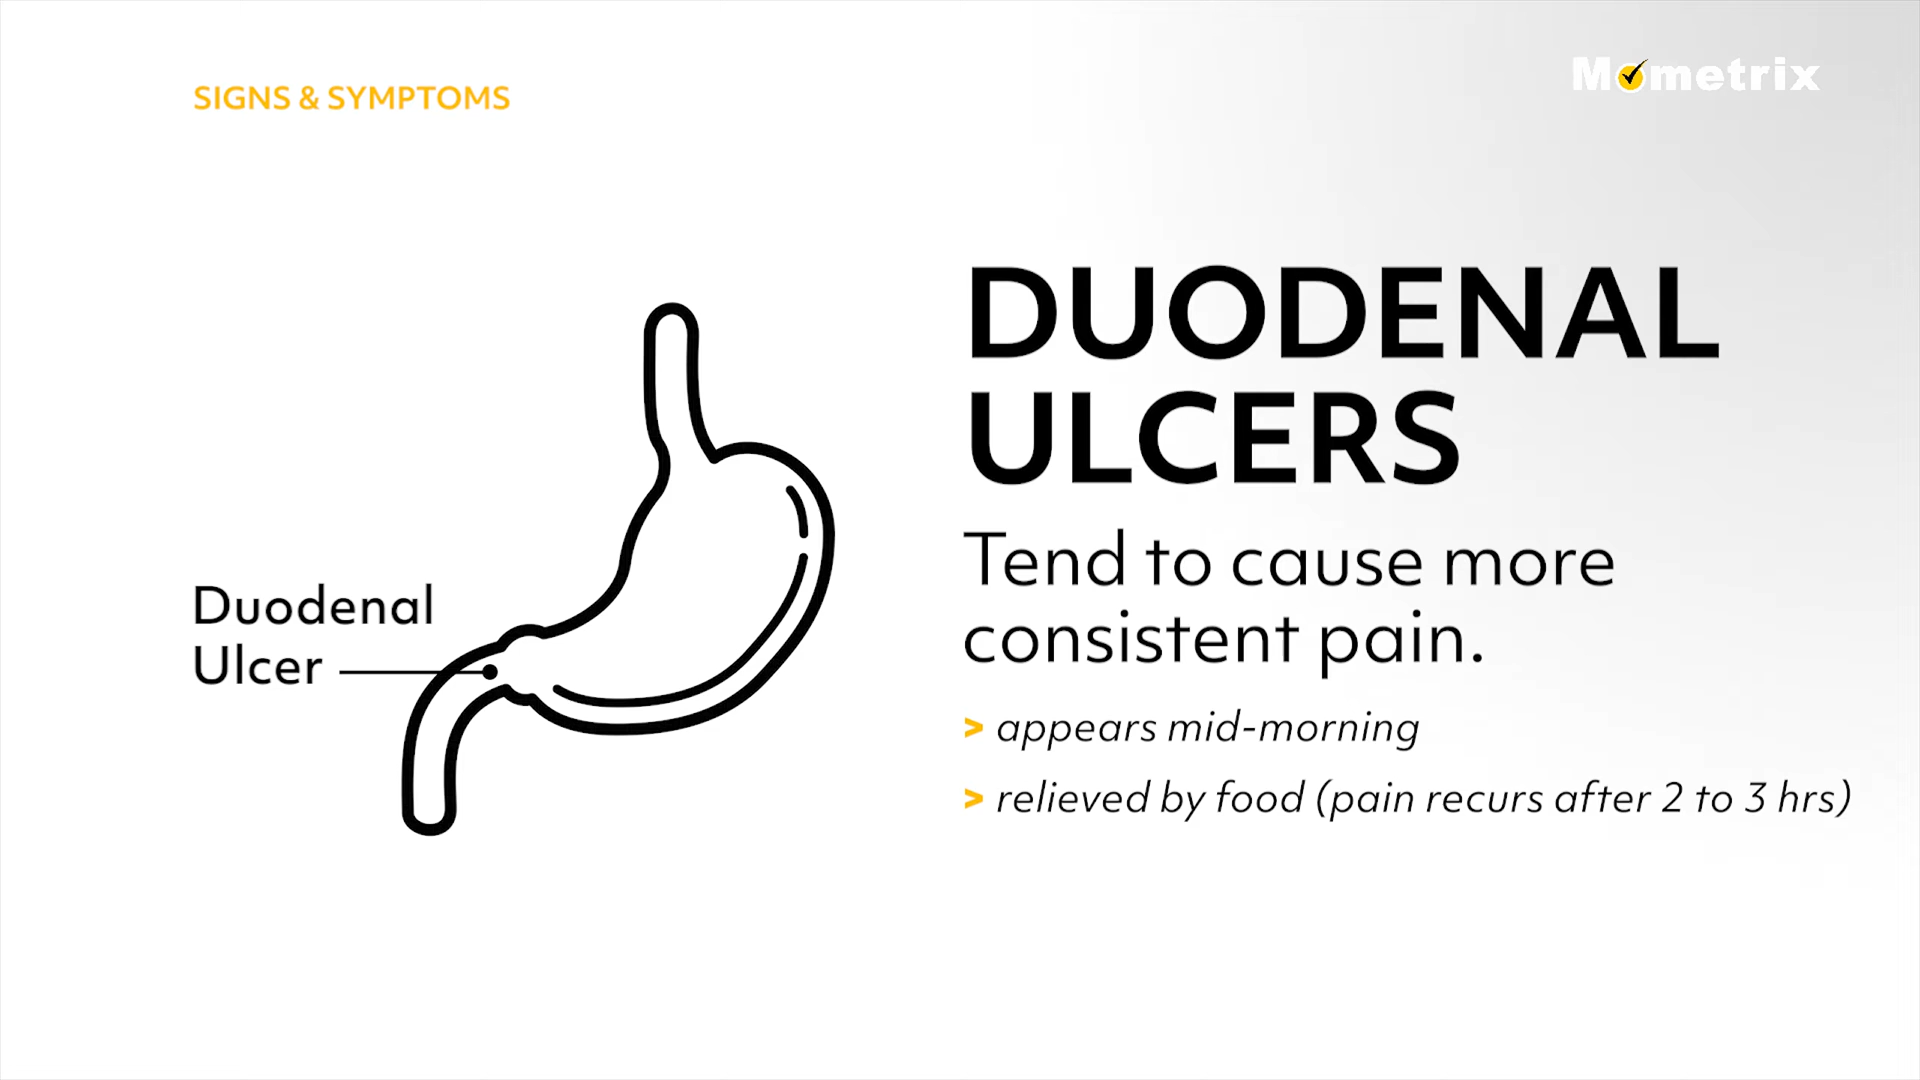 SIGNS & SYMPTOMS
Mometrix
DUODENAL
ULCERS
Tend to cause more
consistent pain.
> appears mid-morning
> relieved by food (pain recurs after 2 to 3 hrs)
Duodenal
Ulcer